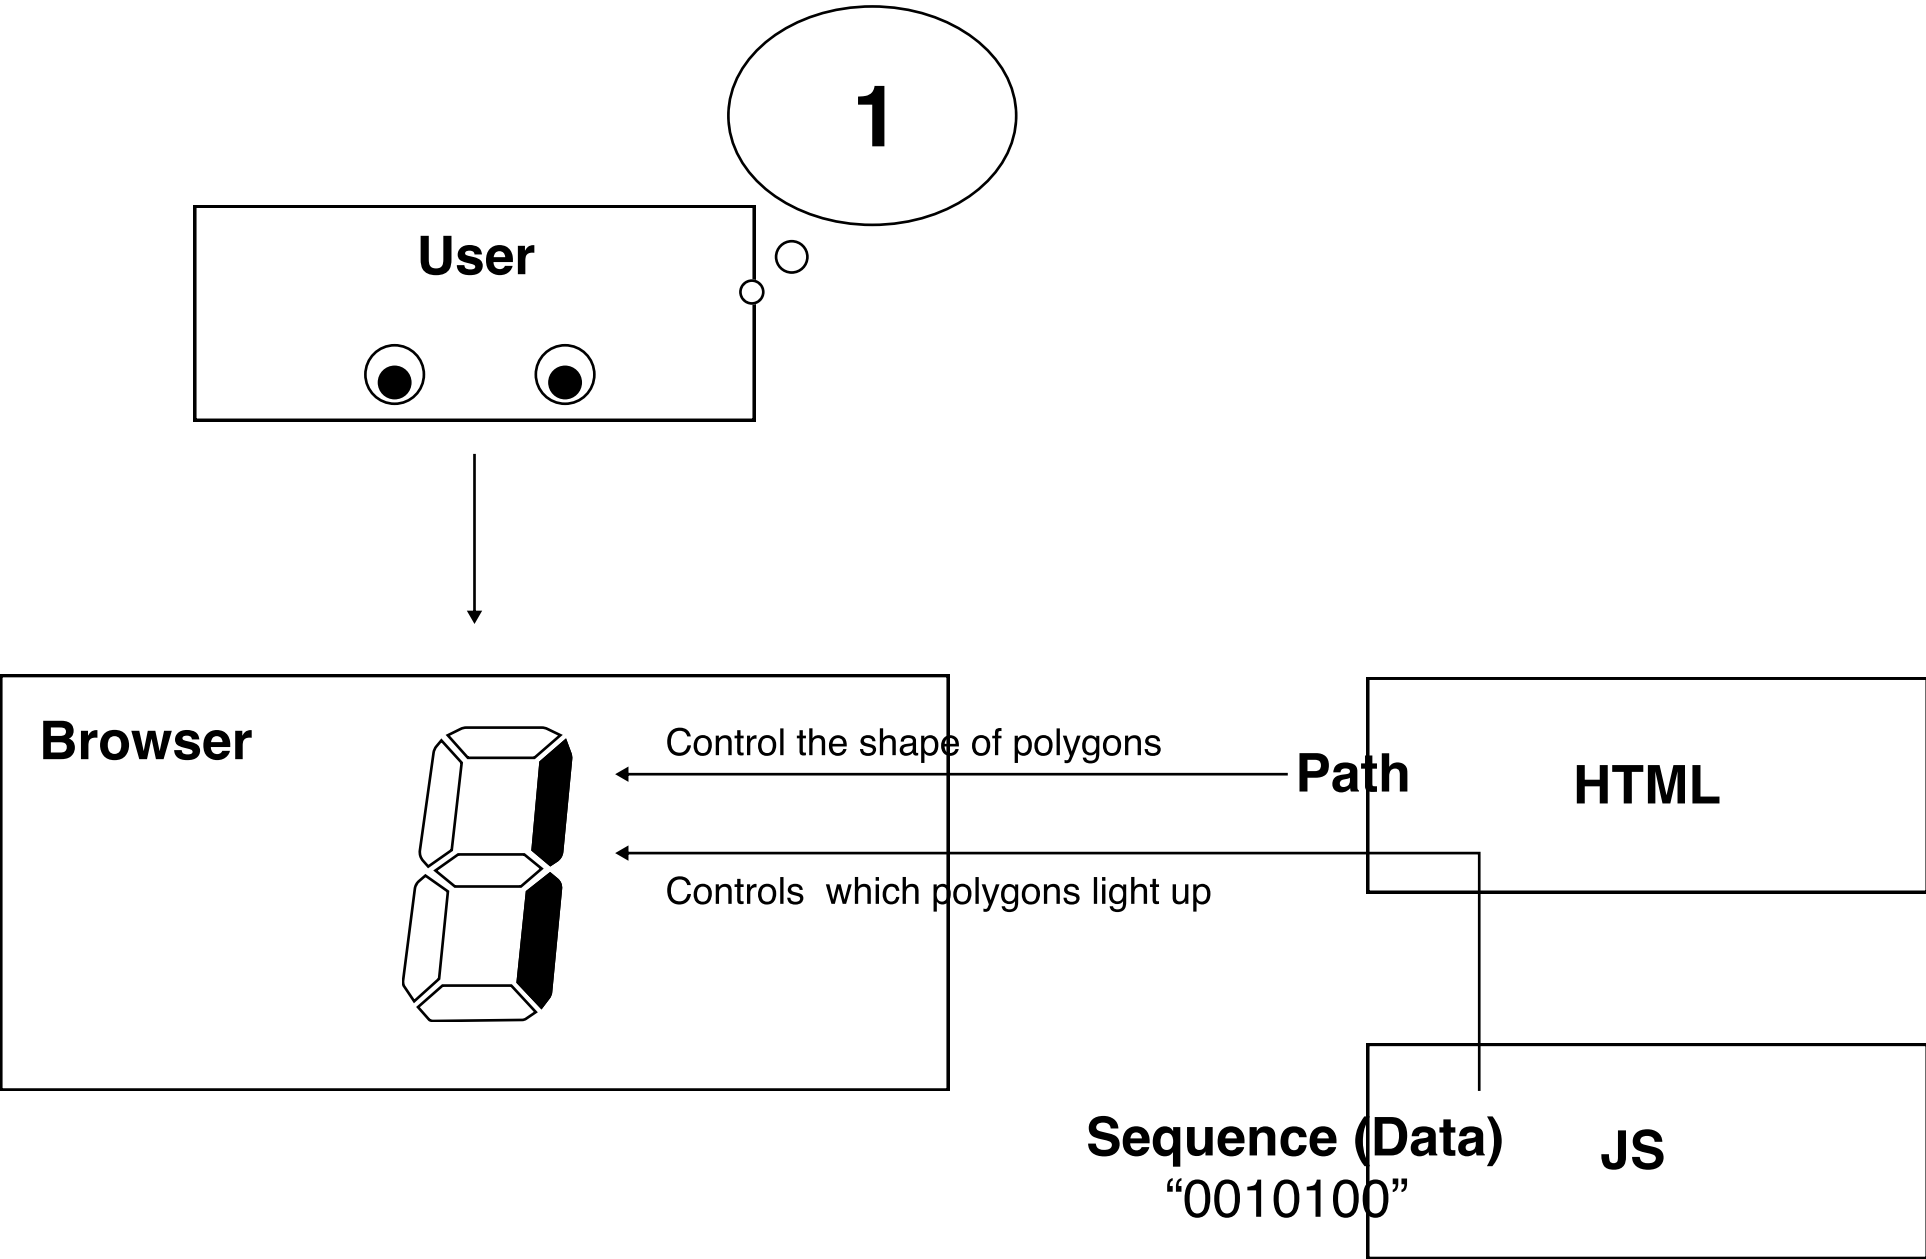 1
User
Browser
Control the shape of polygons
Path
HTML
Controls  which polygons light up
Sequence (Data)
“0010100”
JS